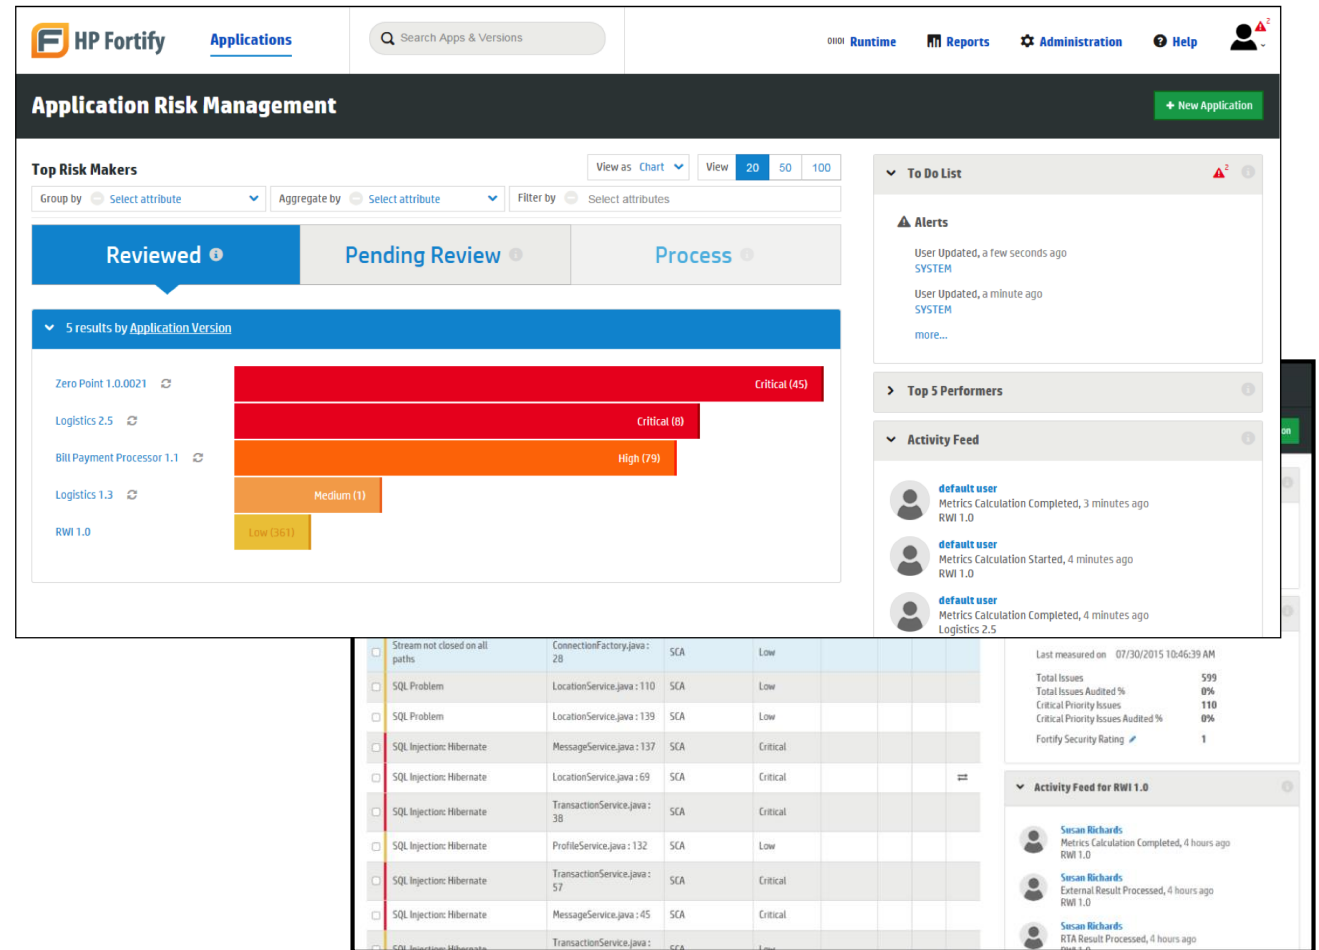 HP Fortify
Applications
Search Apps & Versions
Runtime
Reports
Administration
Help
2
Application Risk Management
+ New Application
Top Risk Makers
View as Chart
View 20 50 100
Group by Select attribute
Aggregate by Select attribute
Filter by Select attributes
Reviewed
Pending Review
Process
5 results by Application Version
Zero Point 1.0.0021
Critical (45)
Logistics 2.5
Critical (8)
Bill Payment Processor 1.1
High (79)
Logistics 1.3
Medium (1)
RWI 1.0
Low (361)
To Do List
2
Alerts
User Updated, a few seconds ago
SYSTEM
User Updated, a minute ago
SYSTEM
more...
Top 5 Performers
Activity Feed
default user
Metrics Calculation Completed, 3 minutes ago
RWI 1.0
default user
Metrics Calculation Started, 4 minutes ago
RWI 1.0
default user
Metrics Calculation Completed, 4 minutes ago
Logistics 2.5
on
Stream not closed on all
paths
ConnectionFactory.java :
28
SCA
Low
SQL Problem
LocationService.java : 110
SCA
Low
SQL Problem
LocationService.java : 139
SCA
Low
SQL Injection: Hibernate
MessageService.java : 137
SCA
Critical
SQL Injection: Hibernate
LocationService.java : 69
SCA
Critical
SQL Injection: Hibernate
TransactionService.java :
38
SCA
Critical
SQL Injection: Hibernate
ProfileService.java : 132
SCA
Low
SQL Injection: Hibernate
TransactionService.java :
57
SCA
Critical
SQL Injection: Hibernate
MessageService.java : 45
SCA
Critical
SQL Injection: Hibernate
TransactionService.java :
SCA
Low
Last measured on 07/30/2015 10:46:39 AM
Total Issues 599
Total Issues Audited % 0%
Critical Priority Issues 110
Critical Priority Issues Audited % 0%
Fortify Security Rating 1
Activity Feed for RWI 1.0
Susan Richards
Metrics Calculation Completed, 4 hours ago
RWI 1.0
Susan Richards
External Result Processed, 4 hours ago
RWI 1.0
Susan Richards
RTA Result Processed, 4 hours ago
RWI 1.0